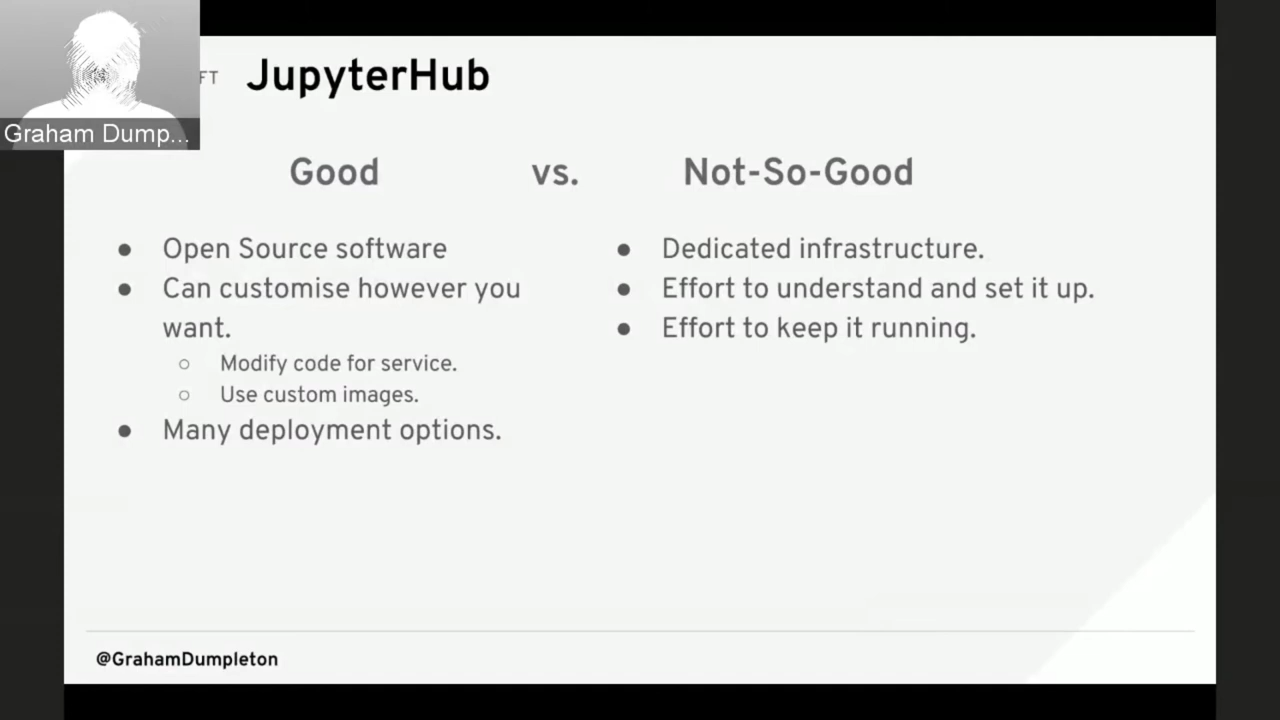 Graham Dump...
FT
JupyterHub
Good vs. Not-So-Good
● Open Source software
● Can customise however you
want.
○ Modify code for service.
○ Use custom images.
● Many deployment options.
● Dedicated infrastructure.
● Effort to understand and set it up.
● Effort to keep it running.
@GrahamDumpleton